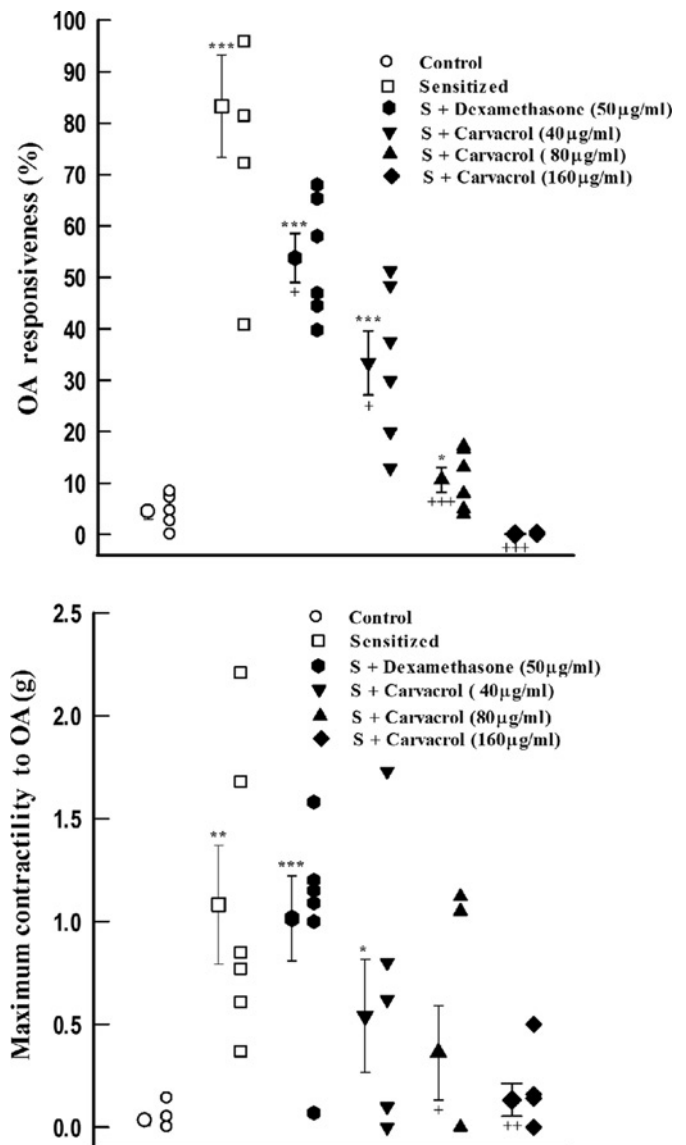 100
90
80
70
60
50
40
30
20
10
0
OA responsiveness (%)
Control
Sensitized
S + Dexamethasone (50µg/ml)
S + Carvacrol (40µg/ml)
S + Carvacrol ( 80µg/ml)
S + Carvacrol (160µg/ml)
***
***
+
***
+
*
+++
+++
2.5
2.0
1.5
1.0
0.5
0.0
Maximum contractility to OA (g)
Control
Sensitized
S + Dexamethasone (50µg/ml)
S + Carvacrol ( 40µg/ml)
S + Carvacrol (80µg/ml)
S + Carvacrol (160µg/ml)
**
***
*
+
++